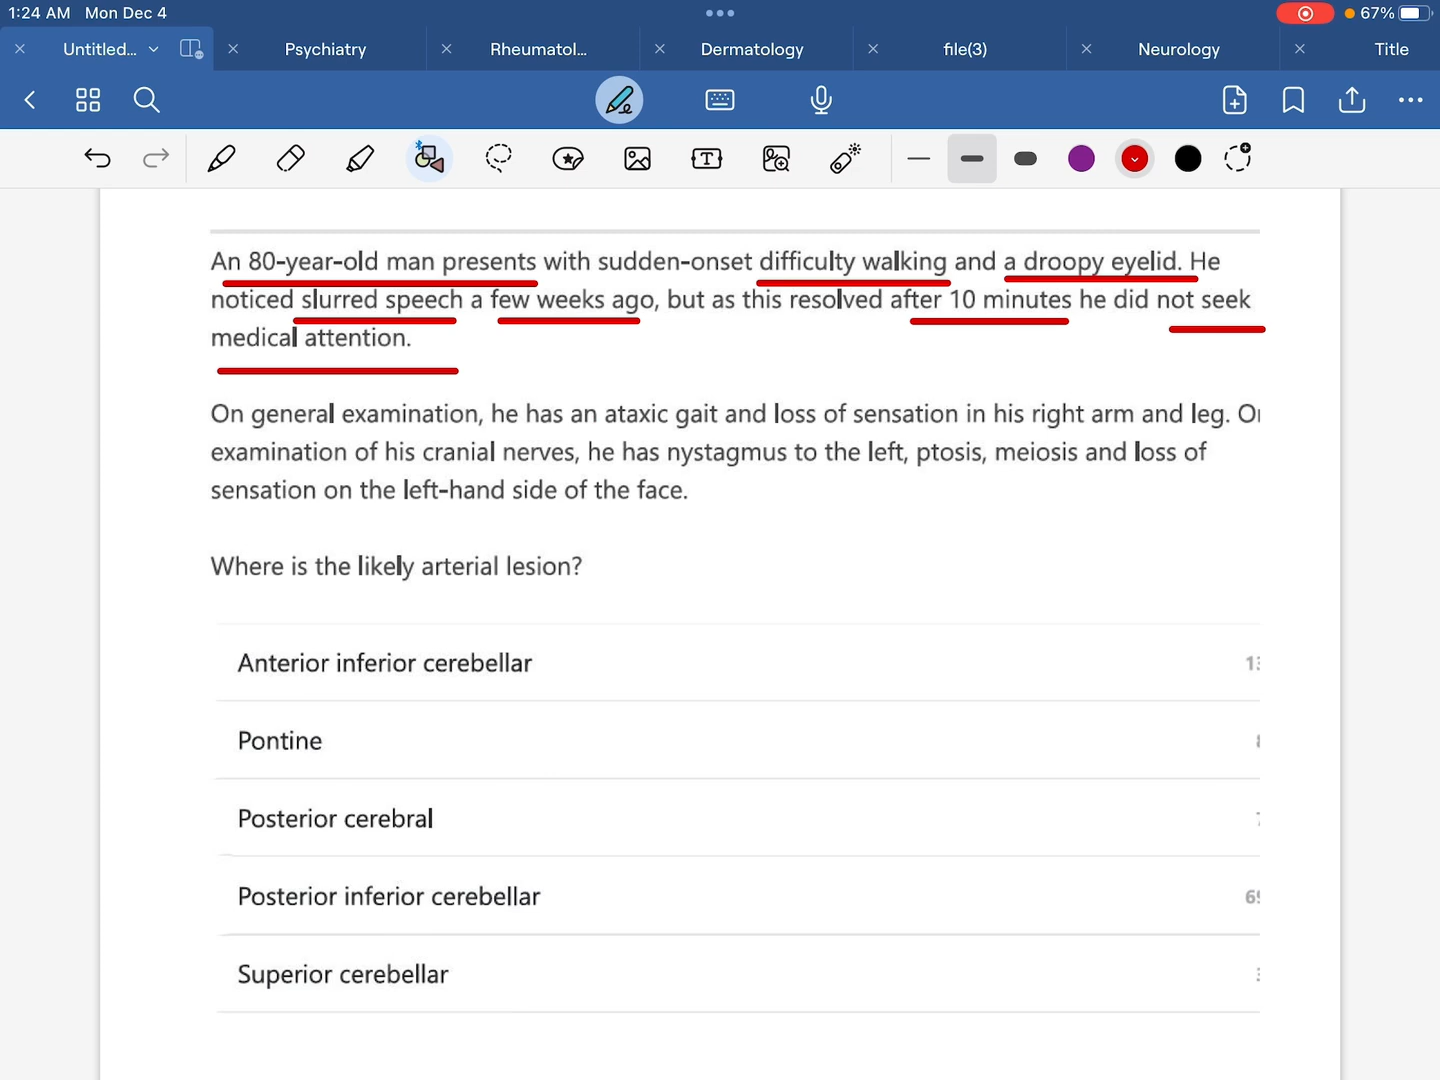 1:24 AM Mon Dec 4
67%
Untitled...
Psychiatry
Rheumatol...
Dermatology
file(3)
Neurology
Title
An 80-year-old man presents with sudden-onset difficulty walking and a droopy eyelid. He
noticed slurred speech a few weeks ago, but as this resolved after 10 minutes he did not seek
medical attention.
On general examination, he has an ataxic gait and loss of sensation in his right arm and leg.
examination of his cranial nerves, he has nystagmus to the left, ptosis, meiosis and loss of
sensation on the left-hand side of the face.
Where is the likely arterial lesion?
Anterior inferior cerebellar
Pontine
Posterior cerebral
Posterior inferior cerebellar
Superior cerebellar